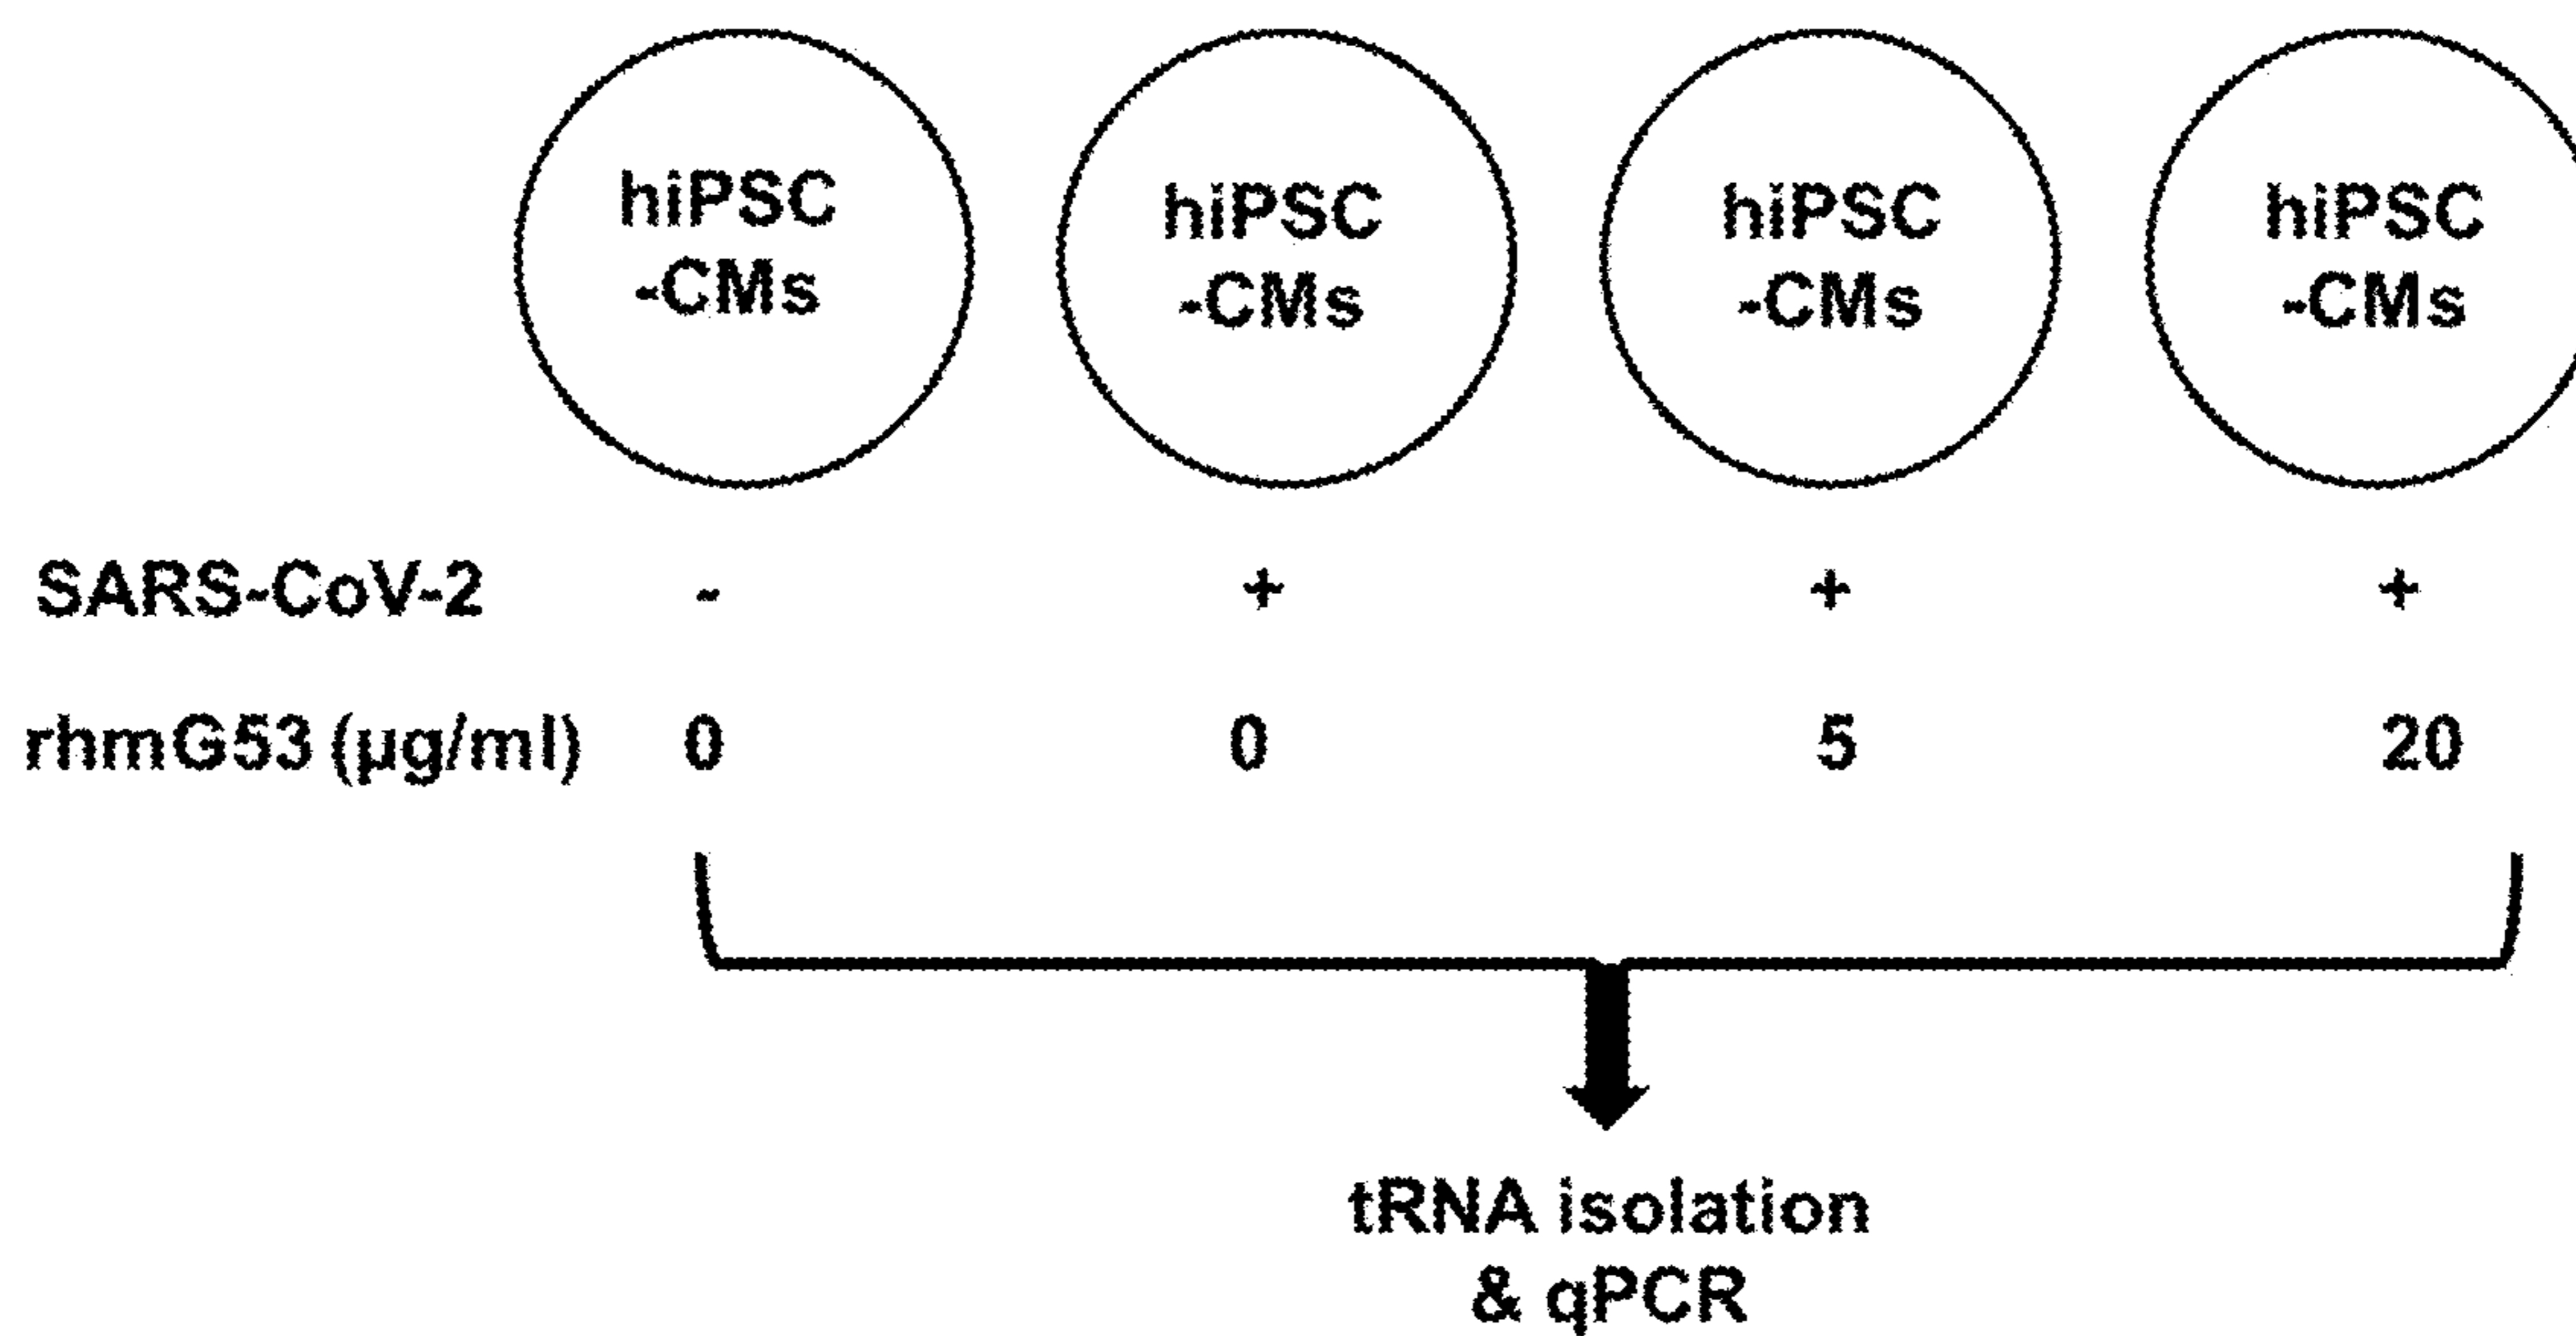 hiPSC
-CMs
hiPSC
-CMs
hiPSC
-CMs
hiPSC
-CMs
SARS-CoV-2 - + + +
rhmG53 (µg/ml) 0 0 5 20
tRNA isolation
& qPCR